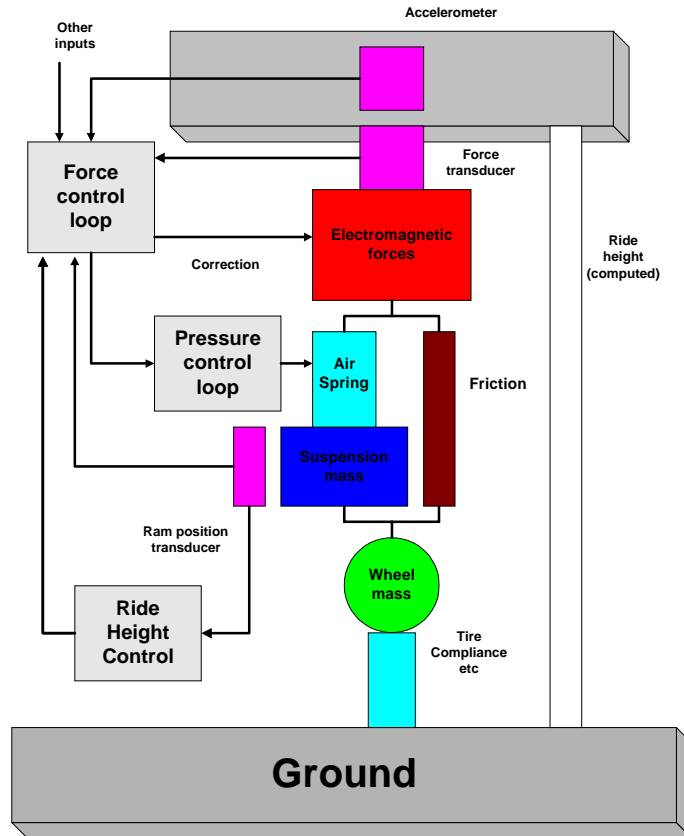 Accelerometer
Other
inputs
Force
control
loop
Force
transducer
Electromagnetic
forces
Correction
Ride
height
(computed)
Pressure
control
loop
Air
Spring
Friction
Suspension
mass
Ram position
transducer
Wheel
mass
Ride
Height
Control
Tire
Compliance
etc
Ground